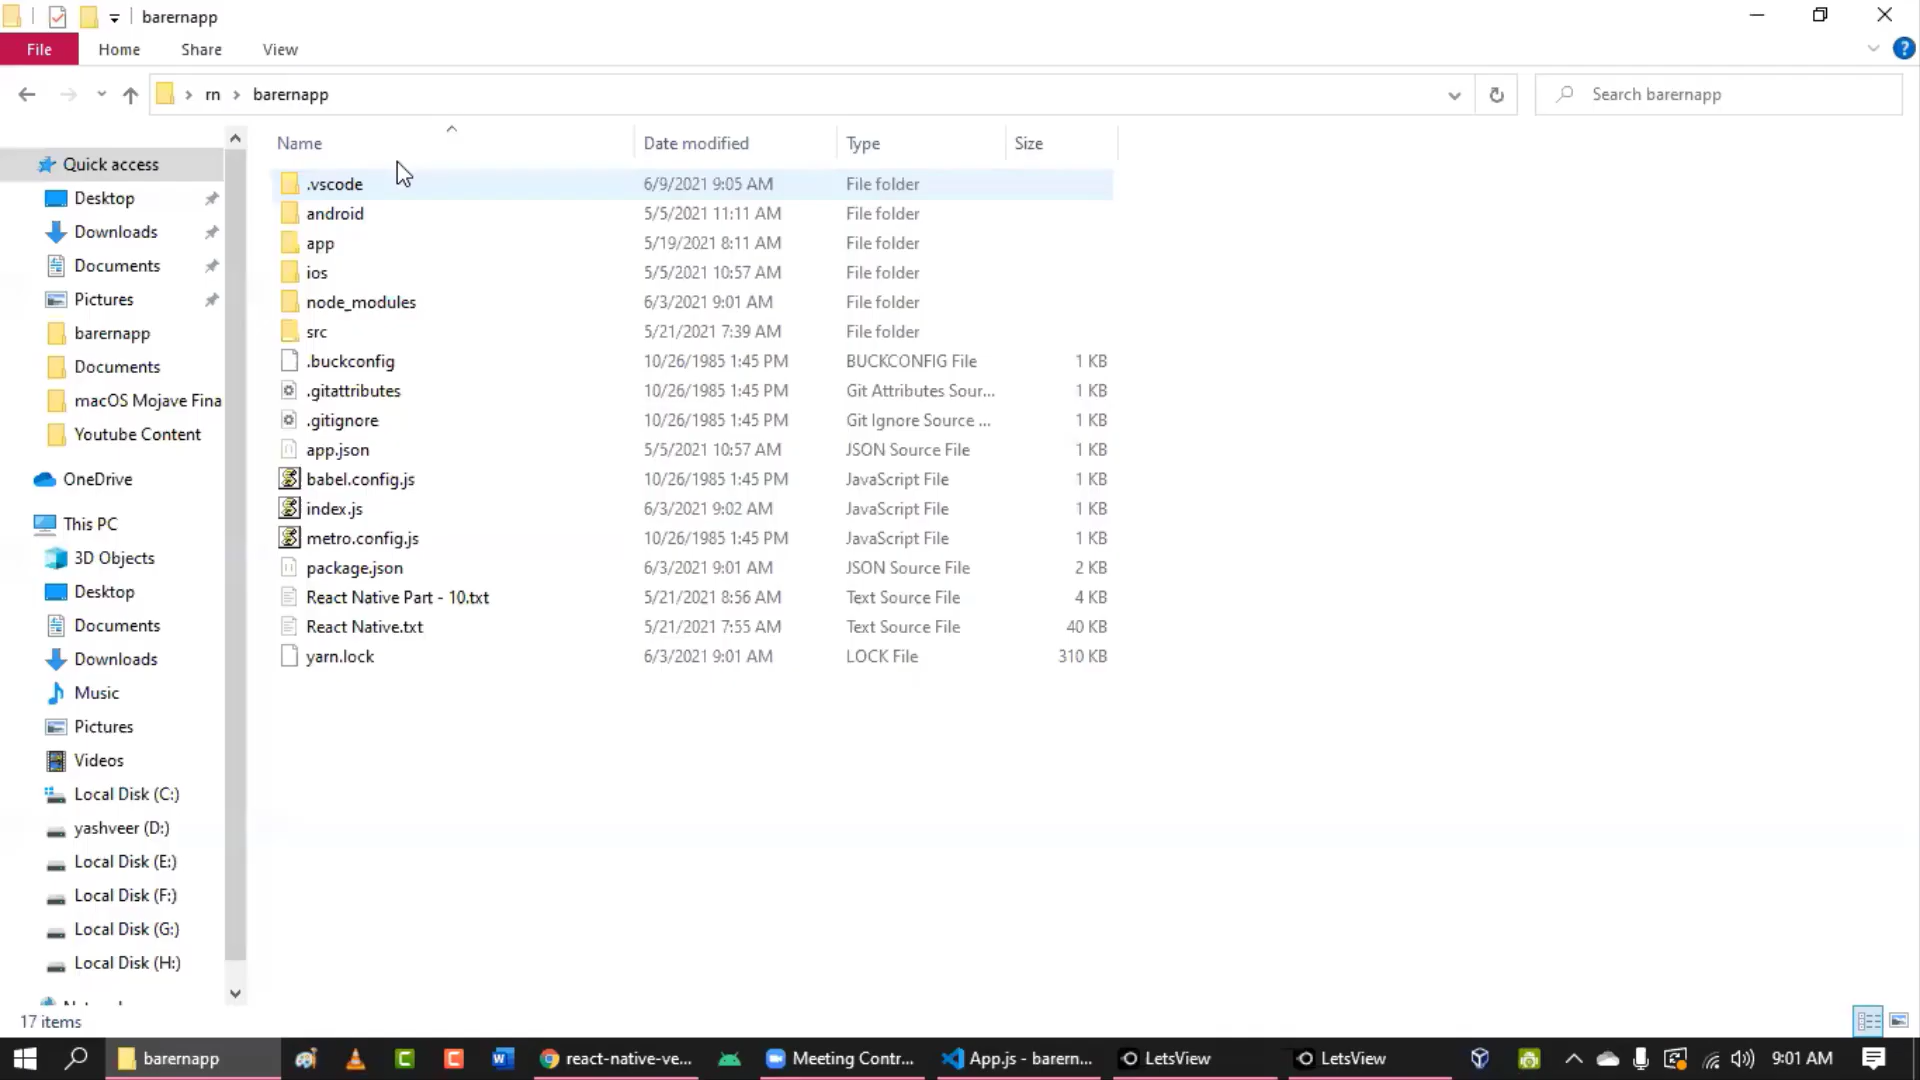 barernapp
File Home Share View
rn barernapp
Search barernapp
Name Date modified Type Size
Quick access
Desktop
Downloads
Documents
Pictures
barernapp
Documents
macOS Mojave Fina
Youtube Content
OneDrive
This PC
3D Objects
Desktop
Documents
Downloads
Music
Pictures
Videos
Local Disk (C:)
yashveer (D:)
Local Disk (E:)
Local Disk (F:)
Local Disk (G:)
Local Disk (H:)
.vscode 6/9/2021 9:05 AM File folder
android 5/5/2021 11:11 AM File folder
app 5/19/2021 8:11 AM File folder
ios 5/5/2021 10:57 AM File folder
node_modules 6/3/2021 9:01 AM File folder
src 5/21/2021 7:39 AM File folder
.buckconfig 10/26/1985 1:45 PM BUCKCONFIG File 1 KB
.gitattributes 10/26/1985 1:45 PM Git Attributes Sour... 1 KB
.gitignore 10/26/1985 1:45 PM Git Ignore Source ... 1 KB
app.json 5/5/2021 10:57 AM JSON Source File 1 KB
babel.config.js 10/26/1985 1:45 PM JavaScript File 1 KB
index.js 6/3/2021 9:02 AM JavaScript File 1 KB
metro.config.js 10/26/1985 1:45 PM JavaScript File 1 KB
package.json 6/3/2021 9:01 AM JSON Source File 2 KB
React Native Part - 10.txt 5/21/2021 8:56 AM Text Source File 4 KB
React Native.txt 5/21/2021 7:55 AM Text Source File 40 KB
yarn.lock 6/3/2021 9:01 AM LOCK File 310 KB
17 items
barernapp react-native-ve... Meeting Contr... App.js - barern... LetsView LetsView 9:01 AM